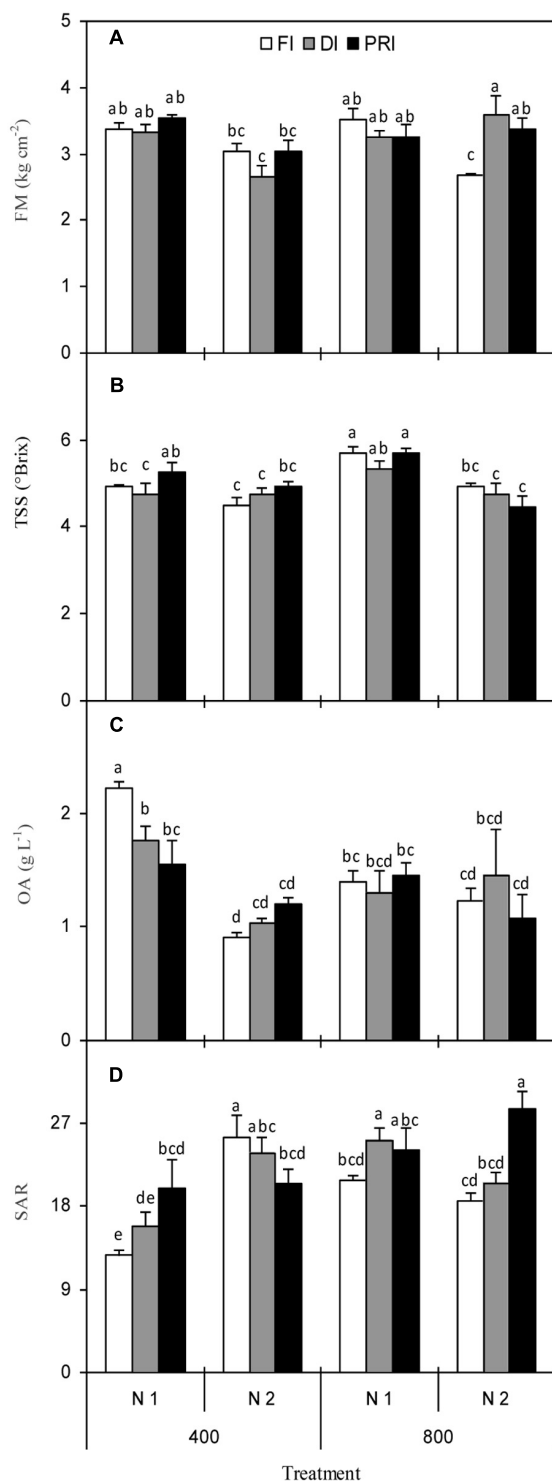 A
FI DI PRI
5
4
3
2
1
0
FM (kg cm-2)
ab ab ab bc c bc ab ab ab c a ab
B
6
4
2
0
TSS (°Brix)
bc c ab c c bc a ab a bc c c
C
2
1
0
OA (g L-1)
a b bc d cd cd bc bcd bc cd bcd cd
D
27
18
9
0
SAR
e de bcd a abc bcd bcd a abc cd bcd a
N 1 N 2 N 1 N 2
400 800
Treatment